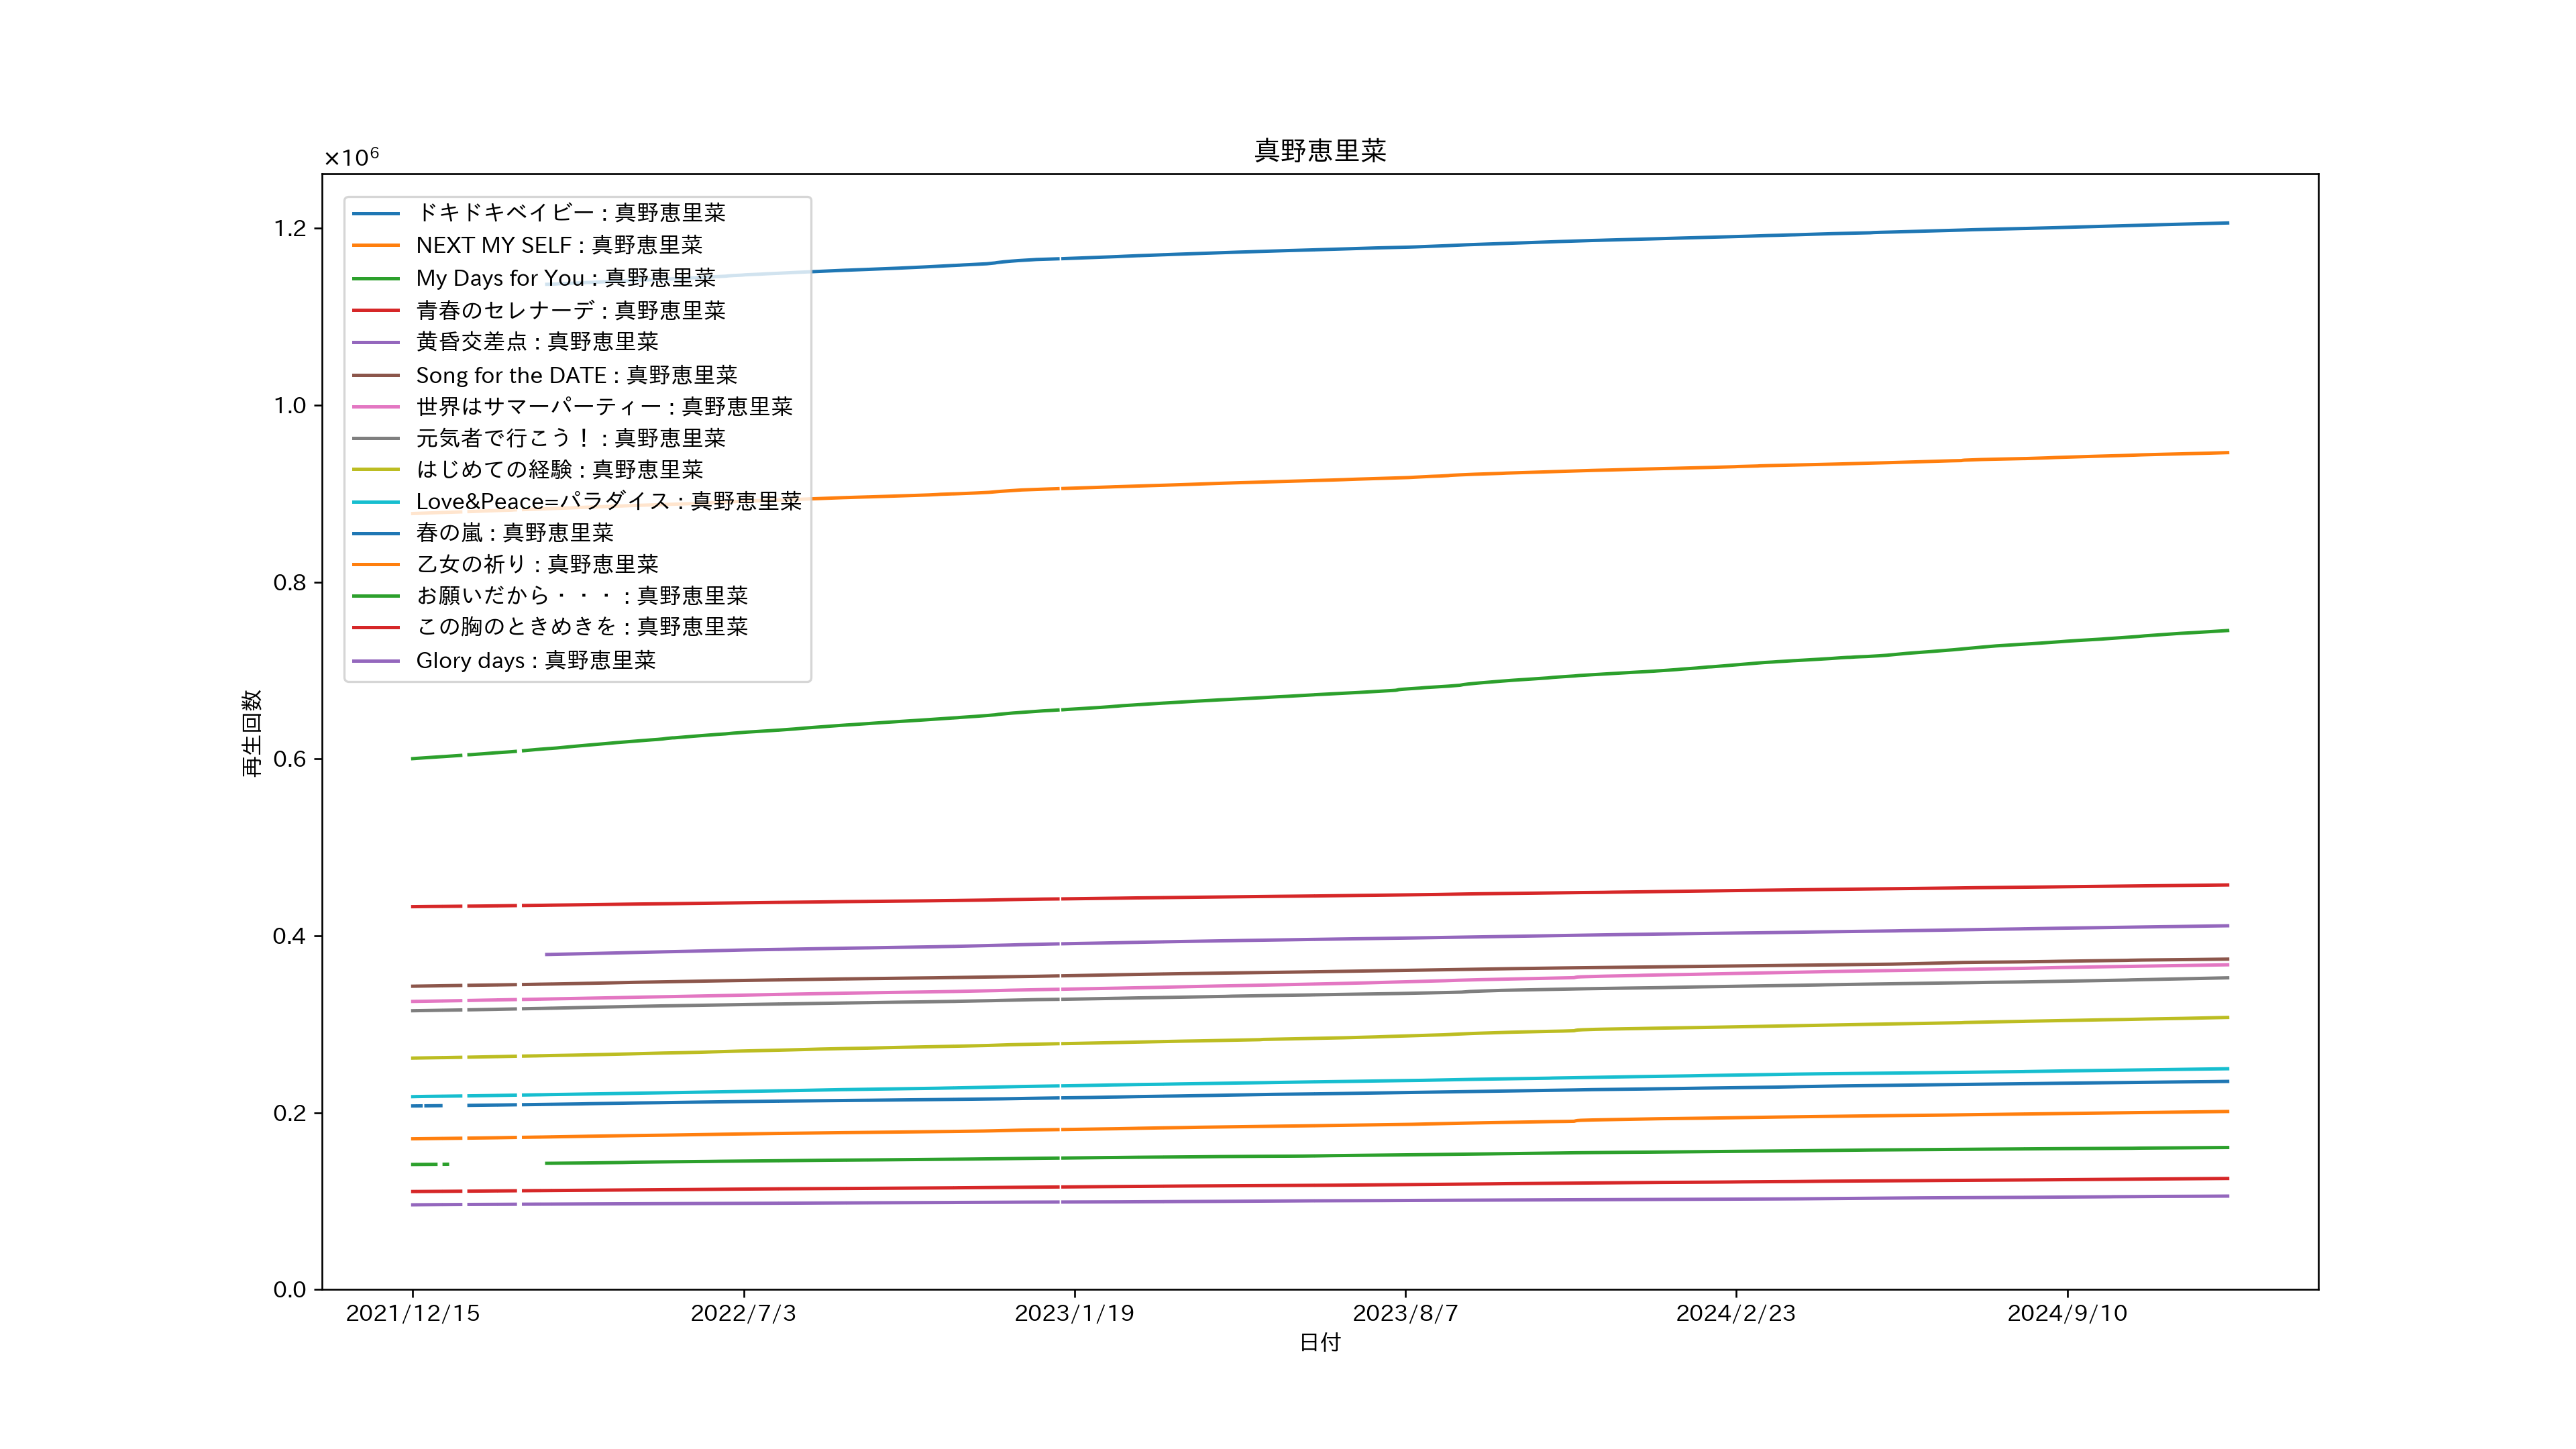 真野恵里菜
×10⁶
ドキドキベイビー : 真野恵里菜
NEXT MY SELF : 真野恵里菜
My Days for You : 真野恵里菜
青春のセレナーデ : 真野恵里菜
黄昏交差点 : 真野恵里菜
Song for the DATE : 真野恵里菜
世界はサマーパーティー : 真野恵里菜
元気者で行こう! : 真野恵里菜
はじめての経験 : 真野恵里菜
Love&Peace=パラダイス : 真野恵里菜
春の嵐 : 真野恵里菜
乙女の祈り : 真野恵里菜
お願いだから・・・ : 真野恵里菜
この胸のときめきを : 真野恵里菜
Glory days : 真野恵里菜
1.2
1.0
0.8
0.6
0.4
0.2
0.0
再生回数
2021/12/15
2022/7/3
2023/1/19
2023/8/7
2024/2/23
2024/9/10
日付